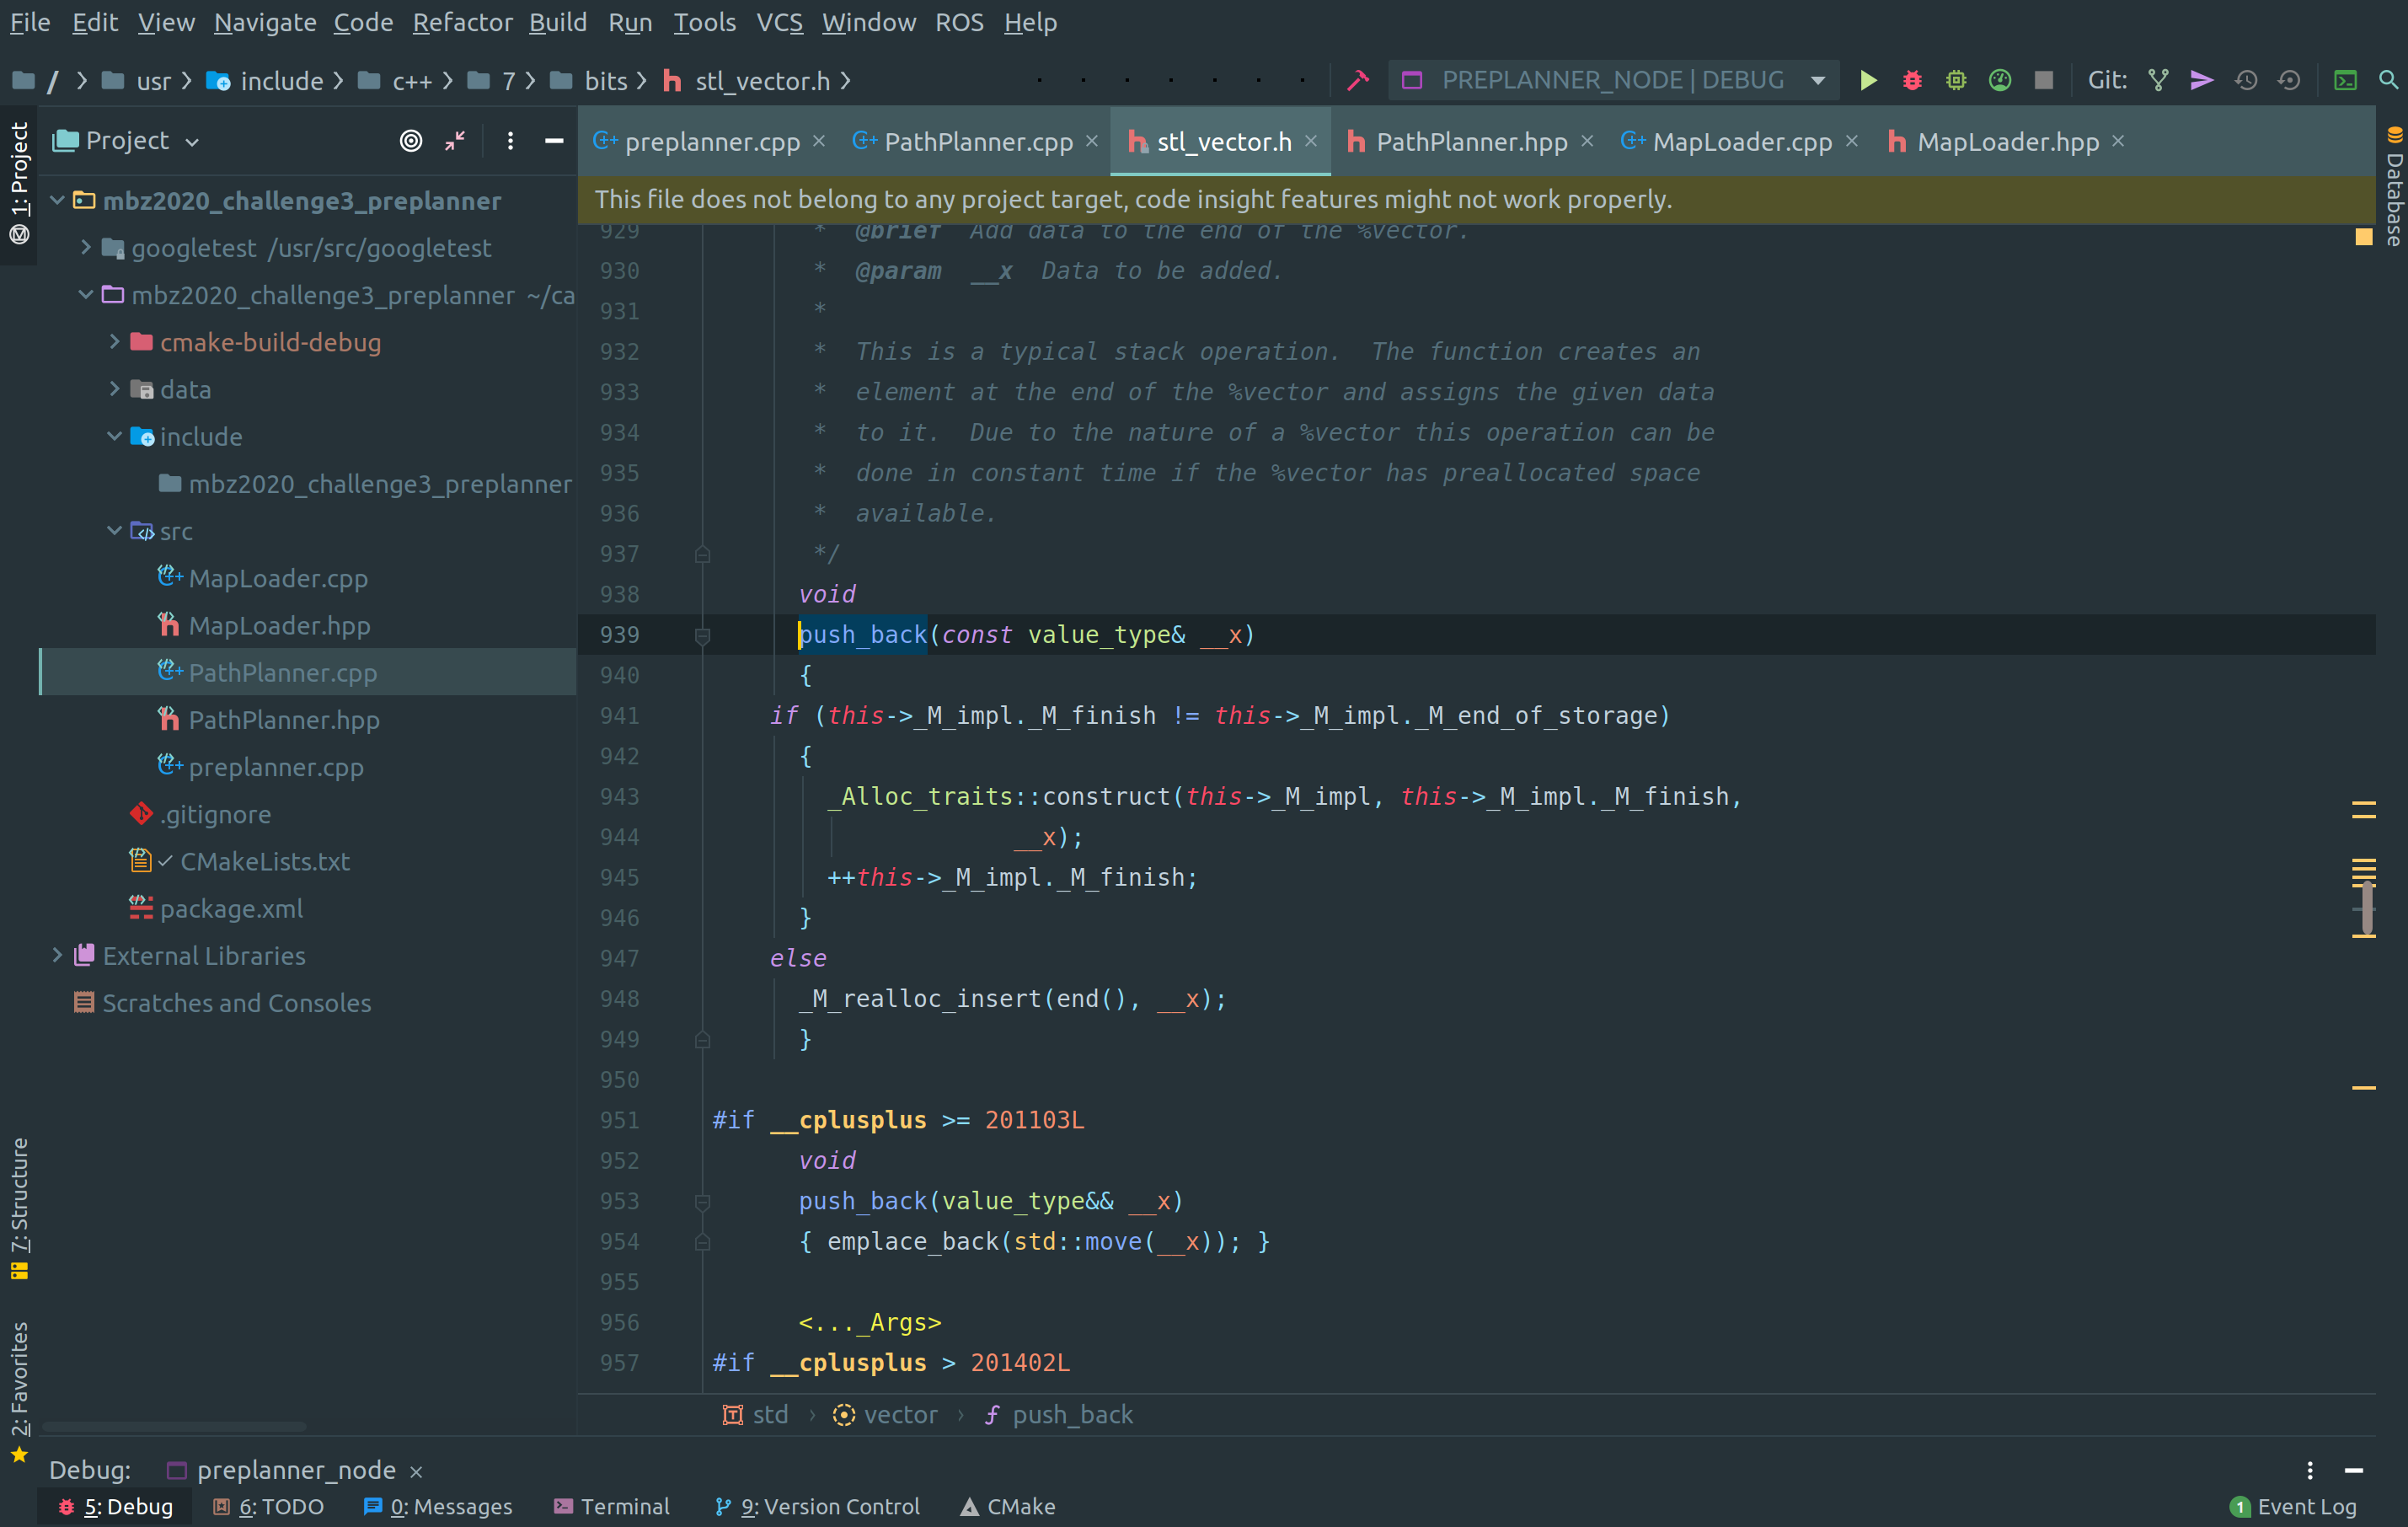 File Edit View Navigate Code Refactor Build Run Tools VCS Window ROS Help
/ usr include c++ 7 bits stl_vector.h PREPLANNER_NODE | DEBUG Git:
1: Project
Project
preplanner.cpp PathPlanner.cpp stl_vector.h PathPlanner.hpp MapLoader.cpp MapLoader.hpp
Database
This file does not belong to any project target, code insight features might not work properly.
mbz2020_challenge3_preplanner
googletest /usr/src/googletest
mbz2020_challenge3_preplanner ~/ca
cmake-build-debug
data
include
mbz2020_challenge3_preplanner
src
MapLoader.cpp
MapLoader.hpp
PathPlanner.cpp
PathPlanner.hpp
preplanner.cpp
.gitignore
CMakeLists.txt
package.xml
External Libraries
Scratches and Consoles
7: Structure
2: Favorites
929 * @brief Add data to the end of the %vector.
930 * @param __x Data to be added.
931 *
932 * This is a typical stack operation. The function creates an
933 * element at the end of the %vector and assigns the given data
934 * to it. Due to the nature of a %vector this operation can be
935 * done in constant time if the %vector has preallocated space
936 * available.
937 */
938 void
939 push_back(const value_type& __x)
940 {
941 if (this->_M_impl._M_finish != this->_M_impl._M_end_of_storage)
942 {
943 _Alloc_traits::construct(this->_M_impl, this->_M_impl._M_finish,
944 __x);
945 ++this->_M_impl._M_finish;
946 }
947 else
948 _M_realloc_insert(end(), __x);
949 }
950
951 #if __cplusplus >= 201103L
952 void
953 push_back(value_type&& __x)
954 { emplace_back(std::move(__x)); }
955
956 <..._Args>
957 #if __cplusplus > 201402L
std › vector › push_back
Debug: preplanner_node
5: Debug 6: TODO 0: Messages Terminal 9: Version Control CMake 1 Event Log